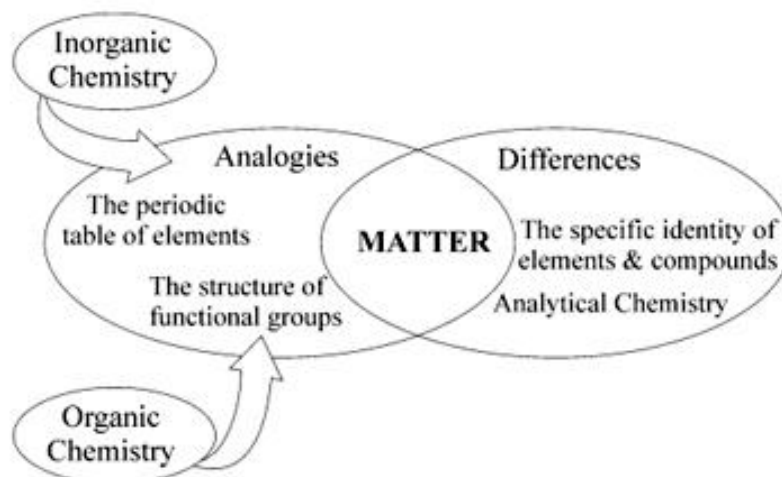 Inorganic
Chemistry
Analogies
Differences
The periodic
table of elements
MATTER
The specific identity of
elements & compounds
The structure of
functional groups
Analytical Chemistry
Organic
Chemistry